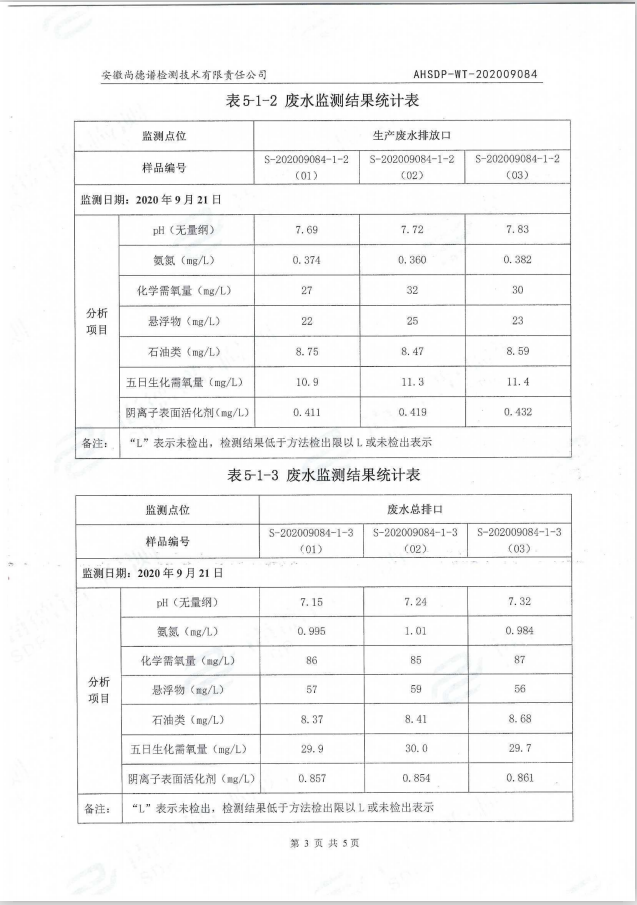 安徽尚德谱检测技术有限责任公司 AHSDP-WT-202009084
表5-1-2 废水监测结果统计表
监测点位 生产废水排放口
样品编号 S-202009084-1-2（01） S-202009084-1-2（02） S-202009084-1-2（03）
监测日期：2020年9月21日
分析项目
pH（无量纲） 7.69 7.72 7.83
氨氮（mg/L） 0.374 0.360 0.382
化学需氧量（mg/L） 27 32 30
悬浮物（mg/L） 22 25 23
石油类（mg/L） 8.75 8.47 8.59
五日生化需氧量（mg/L） 10.9 11.3 11.4
阴离子表面活化剂（mg/L） 0.411 0.419 0.432
备注： “L”表示未检出，检测结果低于方法检出限以L或未检出表示
表5-1-3 废水监测结果统计表
监测点位 废水总排口
样品编号 S-202009084-1-3（01） S-202009084-1-3（02） S-202009084-1-3（03）
监测日期：2020年9月21日
分析项目
pH（无量纲） 7.15 7.24 7.32
氨氮（mg/L） 0.995 1.01 0.984
化学需氧量（mg/L） 86 85 87
悬浮物（mg/L） 57 59 56
石油类（mg/L） 8.37 8.41 8.68
五日生化需氧量（mg/L） 29.9 30.0 29.7
阴离子表面活化剂（mg/L） 0.857 0.854 0.861
备注： “L”表示未检出，检测结果低于方法检出限以L或未检出表示
第 3 页 共 5 页